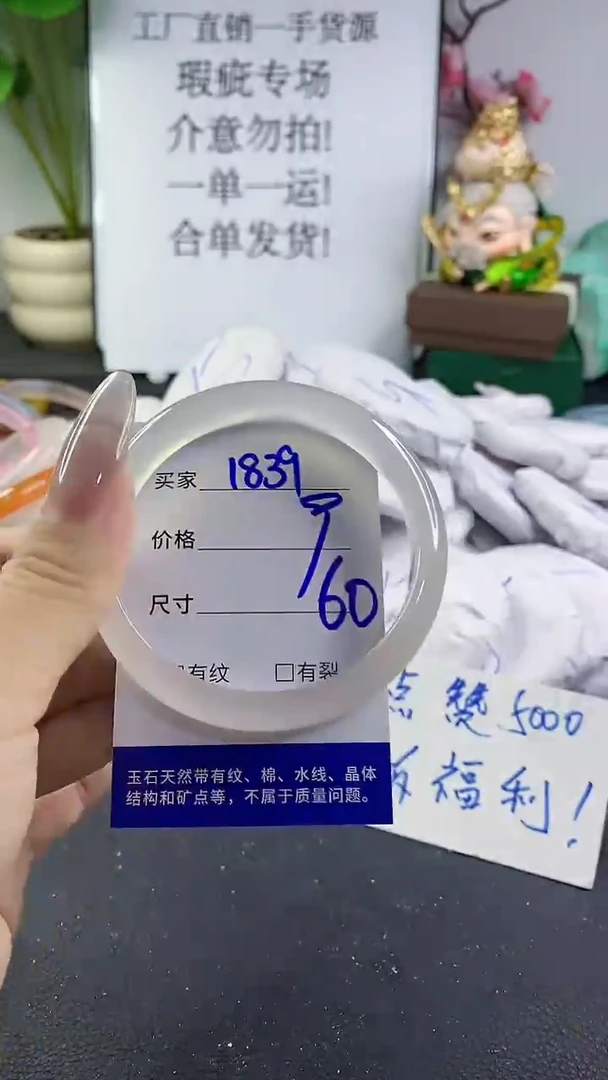 工厂直销一手货源
瑕疵专场
介意勿拍!
一单一运!
合单发货!
买家 1839
价格
尺寸 60
有纹 □有裂
玉石天然带有纹、棉、水线、晶体
结构和矿点等，不属于质量问题。
点赞5000
福利!